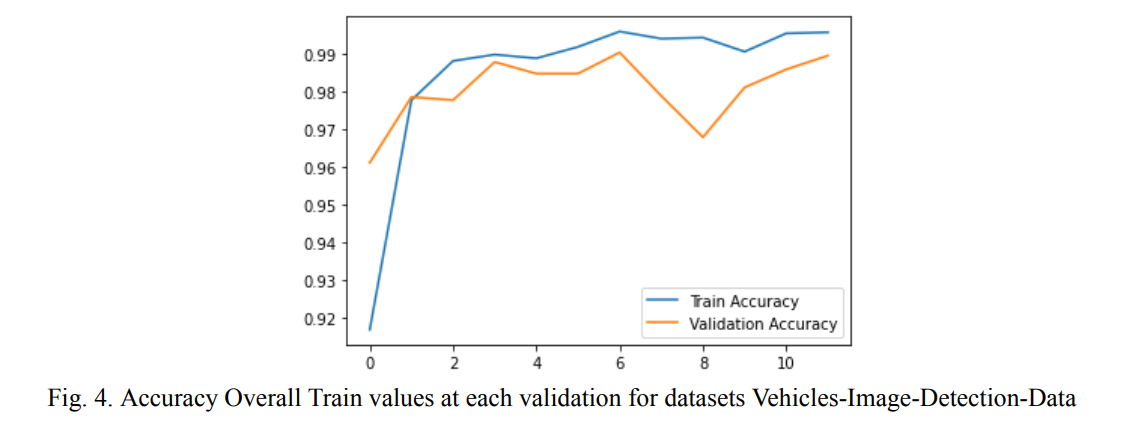 0.99
0.98
0.97
0.96
0.95
0.94
0.93
0.92
Train Accuracy
Validation Accuracy
0 2 4 6 8 10
Fig. 4. Accuracy Overall Train values at each validation for datasets Vehicles-Image-Detection-Data